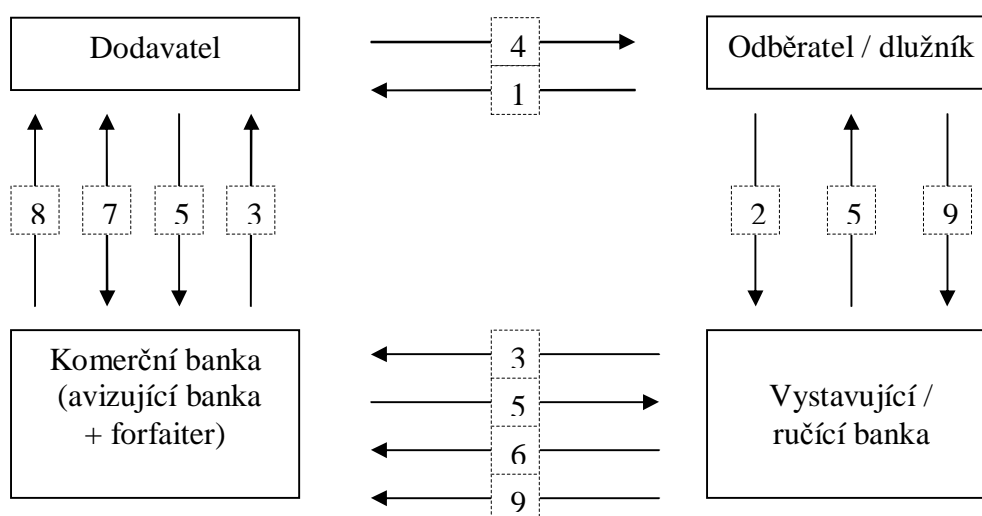 Dodavatel
4
Odběratel / dlužník
1
8
7
5
3
2
5
9
Komerční banka
(avizující banka
+ forfaiter)
3
5
6
9
Vystavující /
ručící banka